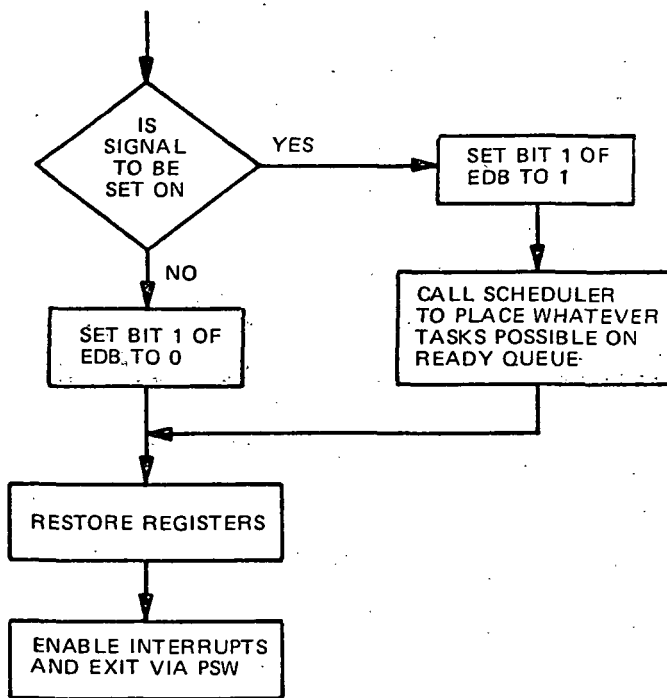 IS
SIGNAL
TO BE
SET ON
YES
SET BIT 1 OF
EDB TO 1
NO
SET BIT 1 OF
EDB TO 0
CALL SCHEDULER
TO PLACE WHATEVER
TASKS POSSIBLE ON
READY QUEUE
RESTORE REGISTERS
ENABLE INTERRUPTS
AND EXIT VIA PSW